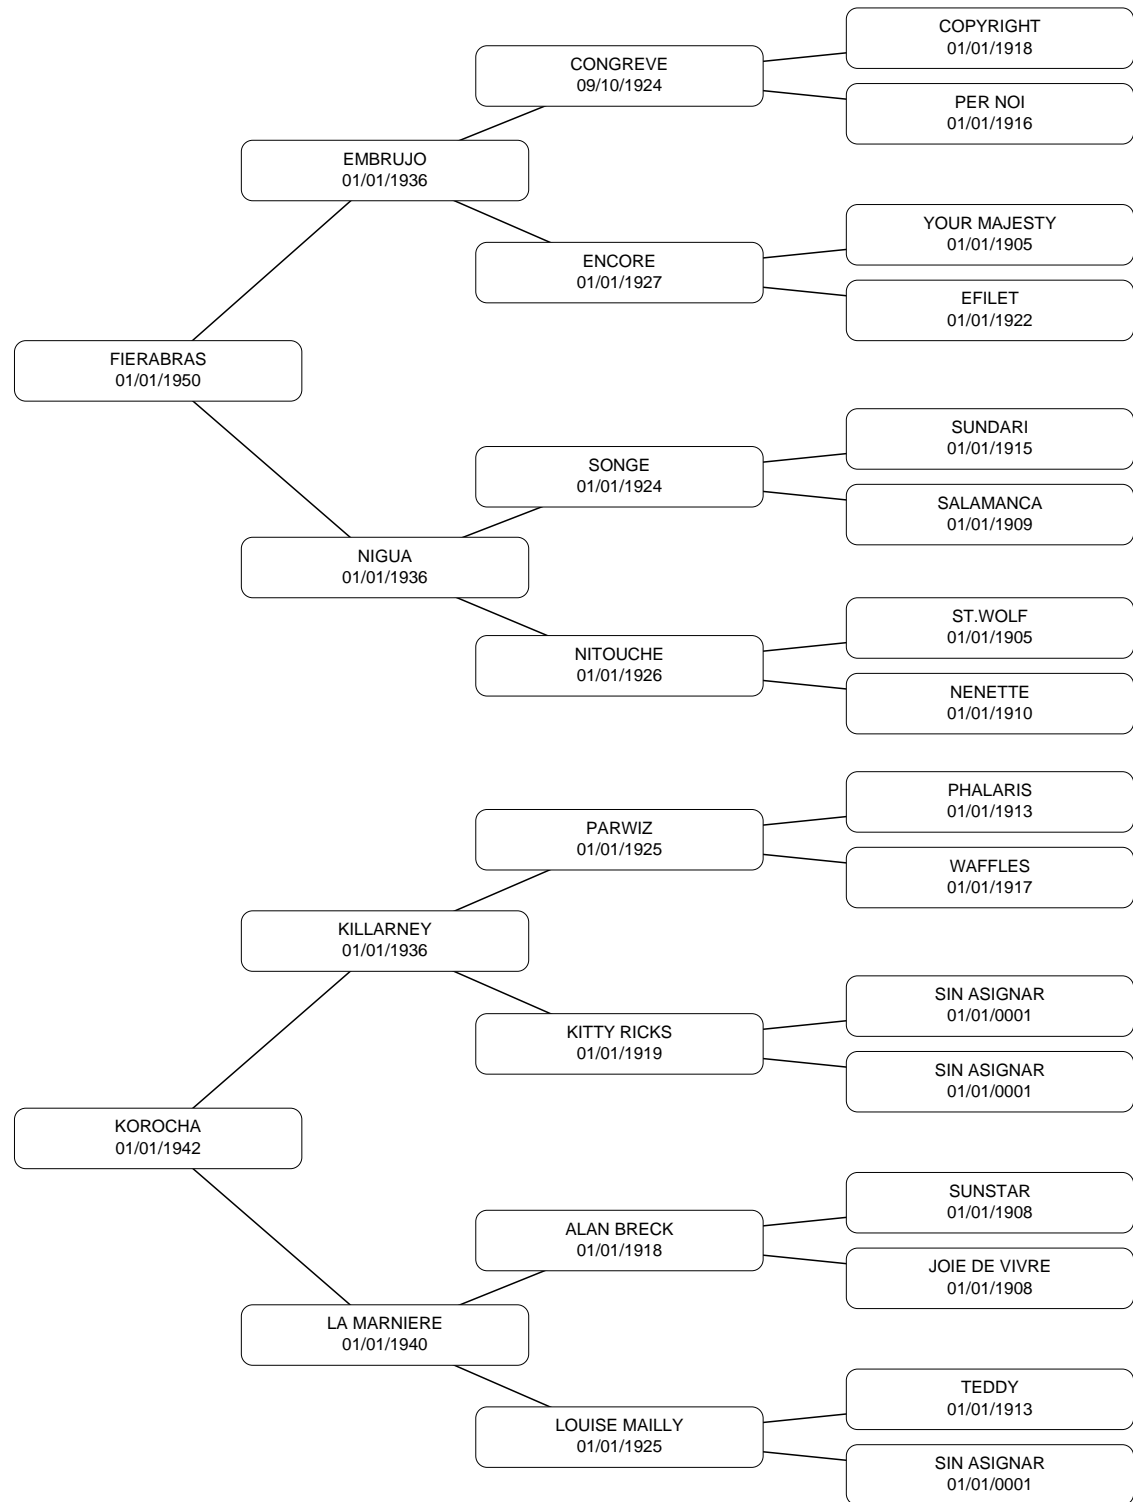 COPYRIGHT
01/01/1918
CONGREVE
09/10/1924
PER NOI
01/01/1916
EMBRUJO
01/01/1936
YOUR MAJESTY
01/01/1905
ENCORE
01/01/1927
EFILET
01/01/1922
FIERABRAS
01/01/1950
SUNDARI
01/01/1915
SONGE
01/01/1924
SALAMANCA
01/01/1909
NIGUA
01/01/1936
ST.WOLF
01/01/1905
NITOUCHE
01/01/1926
NENETTE
01/01/1910
PHALARIS
01/01/1913
PARWIZ
01/01/1925
WAFFLES
01/01/1917
KILLARNEY
01/01/1936
SIN ASIGNAR
01/01/0001
KITTY RICKS
01/01/1919
SIN ASIGNAR
01/01/0001
KOROCHA
01/01/1942
SUNSTAR
01/01/1908
ALAN BRECK
01/01/1918
JOIE DE VIVRE
01/01/1908
LA MARNIERE
01/01/1940
TEDDY
01/01/1913
LOUISE MAILLY
01/01/1925
SIN ASIGNAR
01/01/0001